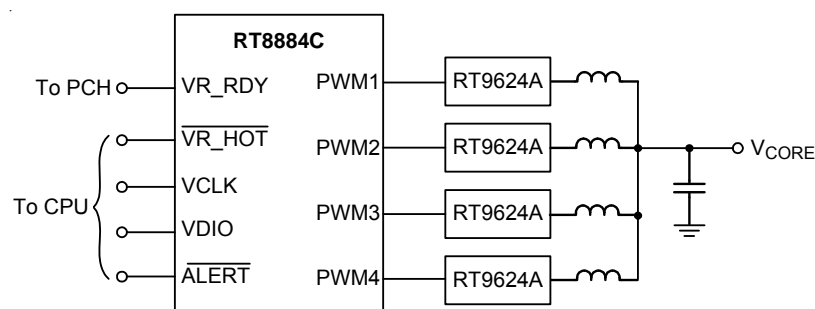 RT8884C
To PCH
VR_RDY
PWM1
RT9624A
VR_HOT
PWM2
RT9624A
VCORE
VCLK
To CPU
VDIO
PWM3
RT9624A
ALERT
PWM4
RT9624A